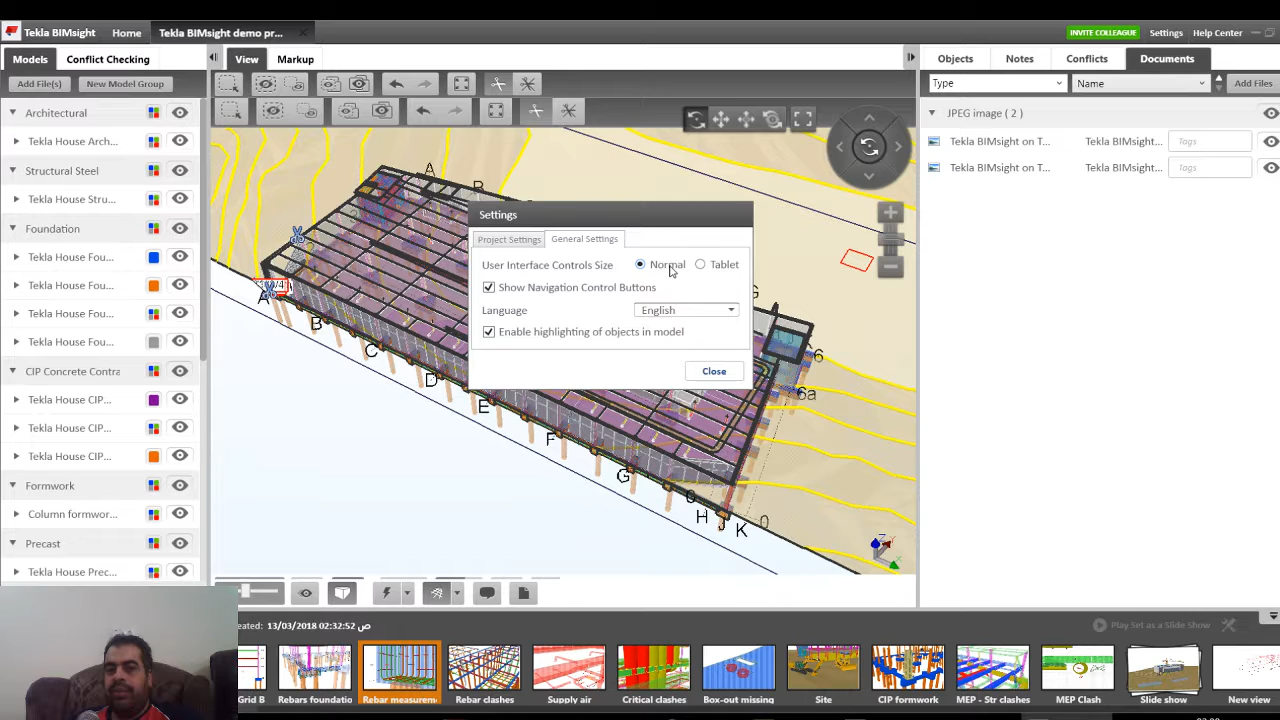 Tekla BIMsight Home Tekla BIMsight demo pr... INVITE COLLEAGUE Settings Help Center
Models Conflict Checking View Markup Objects Notes Conflicts Documents
Add File(s) New Model Group Type Name Add Files
Architectural
Tekla House Arch...
Structural Steel
Tekla House Stru...
Foundation
Tekla House Fou...
Tekla House Fou...
Tekla House Fou...
Tekla House Fou...
CIP Concrete Contra
Tekla House CIP...
Tekla House CIP...
Tekla House CIP...
Formwork
Column formwor...
Precast
Tekla House Prec...
A
B
G
6
6a
A
B
C
D
E
F
G
H
J
K
0
Z
Settings
Project Settings General Settings
User Interface Controls Size Normal Tablet
Show Navigation Control Buttons
Language English
Enable highlighting of objects in model
Close
JPEG image ( 2 )
Tekla BIMsight on T... Tekla BIMsight... Tags
Tekla BIMsight on T... Tekla BIMsight... Tags
eated: 13/03/2018 02:32:52 ص Play Set as a Slide Show
Grid B Rebars foundatio Rebar measurem Rebar clashes Supply air Critical clashes Box-out missing Site CIP formwork MEP - Str clashes MEP Clash Slide show New view